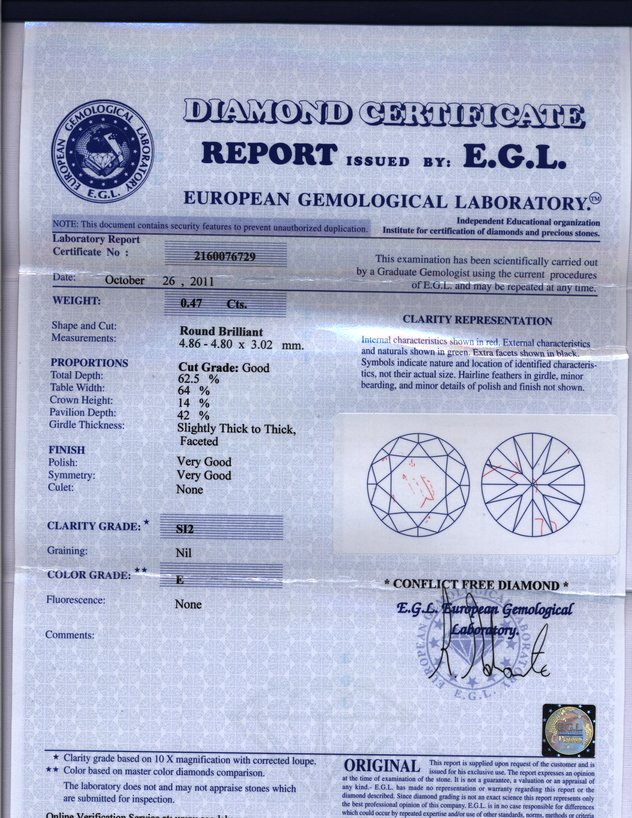 EUROPEAN GEMOLOGICAL LABORATORY
E.G.L.
DIAMOND CERTIFICATE
REPORT ISSUED BY: E.G.L.
EUROPEAN GEMOLOGICAL LABORATORY.™
NOTE: This document contains security features to prevent unauthorized duplication.
Independent Educational organization
Institute for certification of diamonds and precious stones.
Laboratory Report
Certificate No : 2160076729
Date: October 26 , 2011
This examination has been scientifically carried out
by a Graduate Gemologist using the current procedures
of E.G.L. and may be repeated at any time.
WEIGHT: 0.47 Cts.
Shape and Cut: Round Brilliant
Measurements: 4.86 - 4.80 x 3.02 mm.
PROPORTIONS Cut Grade: Good
Total Depth: 62.5 %
Table Width: 64 %
Crown Height: 14 %
Pavilion Depth: 42 %
Girdle Thickness: Slightly Thick to Thick,
Faceted
FINISH
Polish: Very Good
Symmetry: Very Good
Culet: None
CLARITY GRADE: * SI2
Graining: Nil
COLOR GRADE: ** E
Fluorescence: None
Comments:
CLARITY REPRESENTATION
Internal characteristics shown in red. External characteristics
and naturals shown in green. Extra facets shown in black.
Symbols indicate nature and location of identified characteris-
tics, not their actual size. Hairline feathers in girdle, minor
bearding, and minor details of polish and finish not shown.
* CONFLICT FREE DIAMOND *
E.G.L. European Gemological
Laboratory.
EUROPEAN GEMOLOGICAL LABORATORY
E.G.L.
* Clarity grade based on 10 X magnification with corrected loupe.
** Color based on master color diamonds comparison.
The laboratory does not and may not appraise stones which
are submitted for inspection.
ORIGINAL This report is supplied upon request of the customer and is
issued for his exclusive use. The report expresses an opinion
at the time of examination of the stone. It is not a guarantee, a valuation or an appraisal of
any kind.- E.G.L. has made no representation or warranty regarding this report or the
diamond described. Since diamond grading is not an exact science this report represents only
the best professional opinion of this company. E.G.L. is in no case responsible for differences
which could occur by repeated expertise and/or use of other standards, norms, methods or criteria
Online Verification Service at: